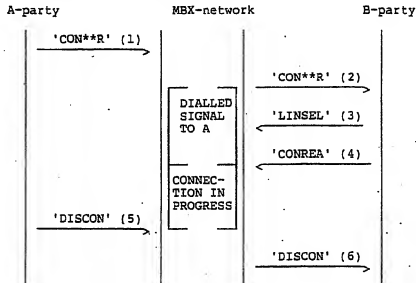 A-party MBX-network B-party
'CON**R' (1)
'CON**R' (2)
DIALLED
SIGNAL
TO A
'LINSEL' (3)
'CONREA' (4)
CONNEC-
TION IN
PROGRESS
'DISCON' (5)
'DISCON' (6)